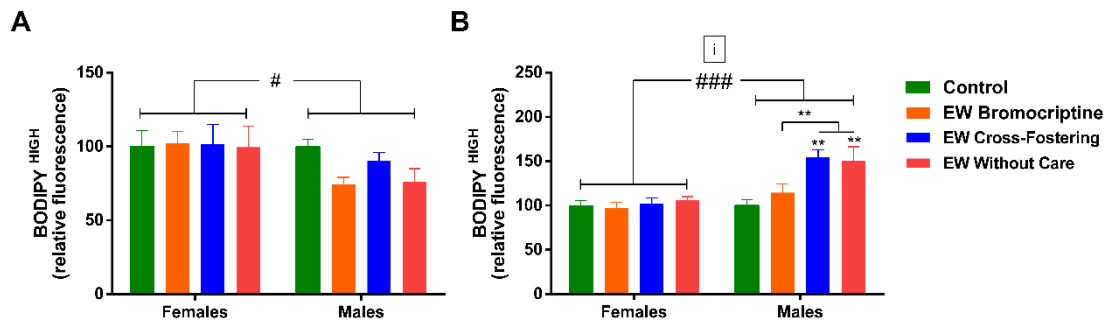 A
BODIPY HIGH
(relative fluorescence)
150
100
50
0
#
Females
Males
B
BODIPY HIGH
(relative fluorescence)
250
200
150
100
50
0
i
###
**
**
**
Females
Males
Control
EW Bromocriptine
EW Cross-Fostering
EW Without Care